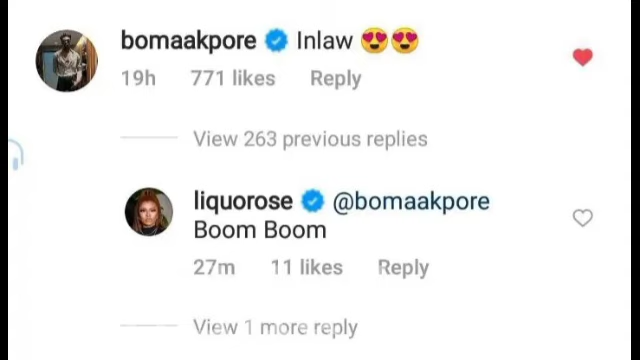 bomaakpore Inlaw 😍😍
19h 771 likes Reply
View 263 previous replies
liquorose @bomaakpore
Boom Boom
27m 11 likes Reply
View 1 more reply